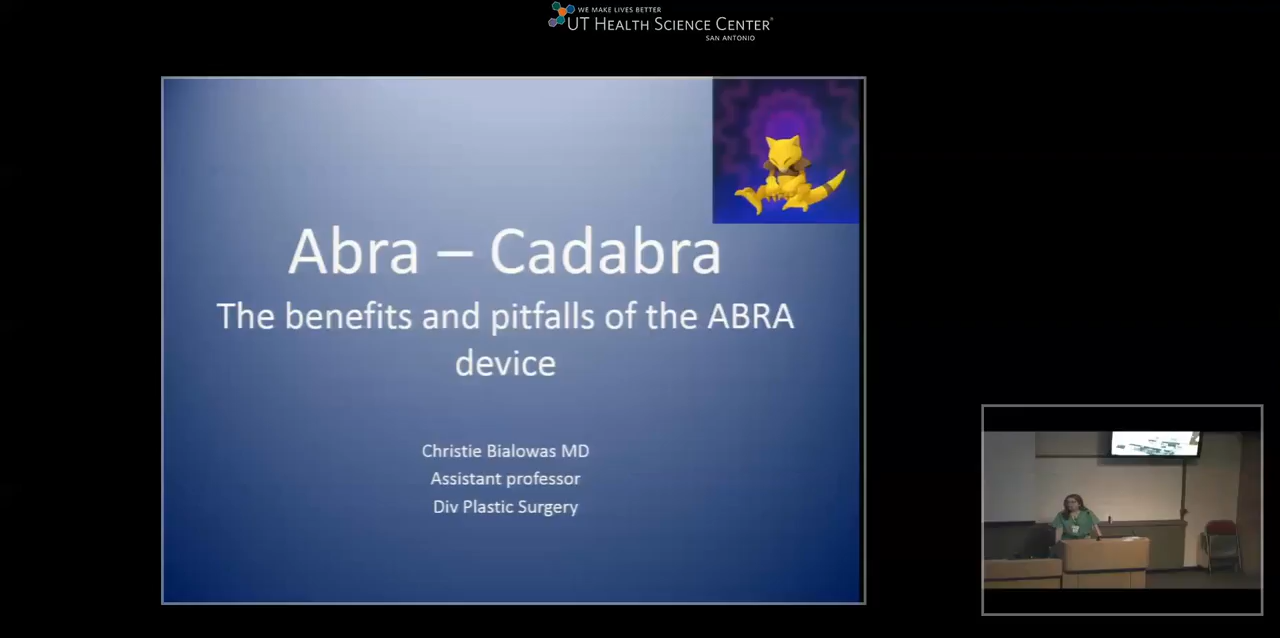 WE MAKE LIVES BETTER
UT HEALTH SCIENCE CENTER®
SAN ANTONIO
Abra – Cadabra
The benefits and pitfalls of the ABRA
device
Christie Bialowas MD
Assistant professor
Div Plastic Surgery